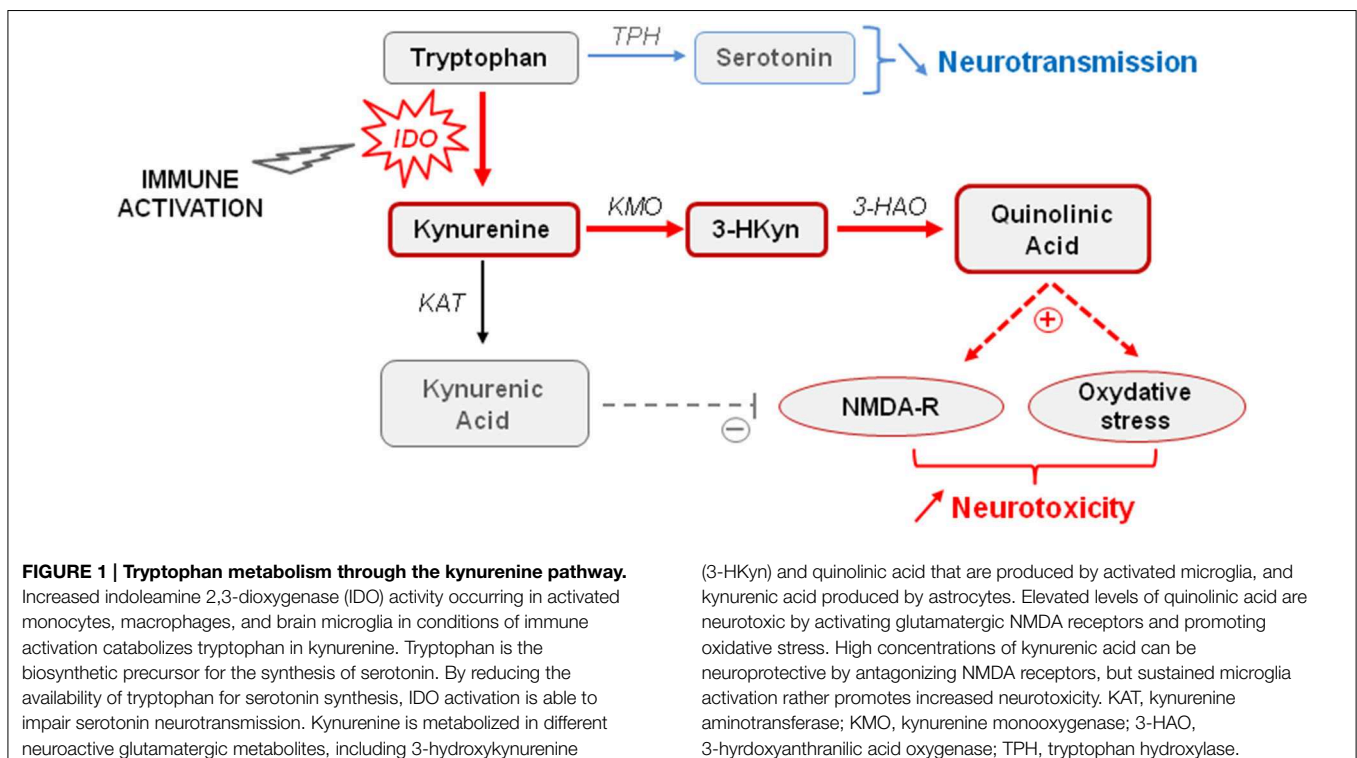 TPH
Tryptophan
Serotonin
Neurotransmission
IDO
IMMUNE
ACTIVATION
Kynurenine
KMO
3-HKyn
3-HAO
Quinolinic
Acid
KAT
+
Kynurenic
Acid
−
NMDA-R
Oxydative
stress
Neurotoxicity
FIGURE 1 | Tryptophan metabolism through the kynurenine pathway.
Increased indoleamine 2,3-dioxygenase (IDO) activity occurring in activated
monocytes, macrophages, and brain microglia in conditions of immune
activation catabolizes tryptophan in kynurenine. Tryptophan is the
biosynthetic precursor for the synthesis of serotonin. By reducing the
availability of tryptophan for serotonin synthesis, IDO activation is able to
impair serotonin neurotransmission. Kynurenine is metabolized in different
neuroactive glutamatergic metabolites, including 3-hydroxykynurenine
(3-HKyn) and quinolinic acid that are produced by activated microglia, and
kynurenic acid produced by astrocytes. Elevated levels of quinolinic acid are
neurotoxic by activating glutamatergic NMDA receptors and promoting
oxidative stress. High concentrations of kynurenic acid can be
neuroprotective by antagonizing NMDA receptors, but sustained microglia
activation rather promotes increased neurotoxicity. KAT, kynurenine
aminotransferase; KMO, kynurenine monooxygenase; 3-HAO,
3-hyrdoxyanthranilic acid oxygenase; TPH, tryptophan hydroxylase.